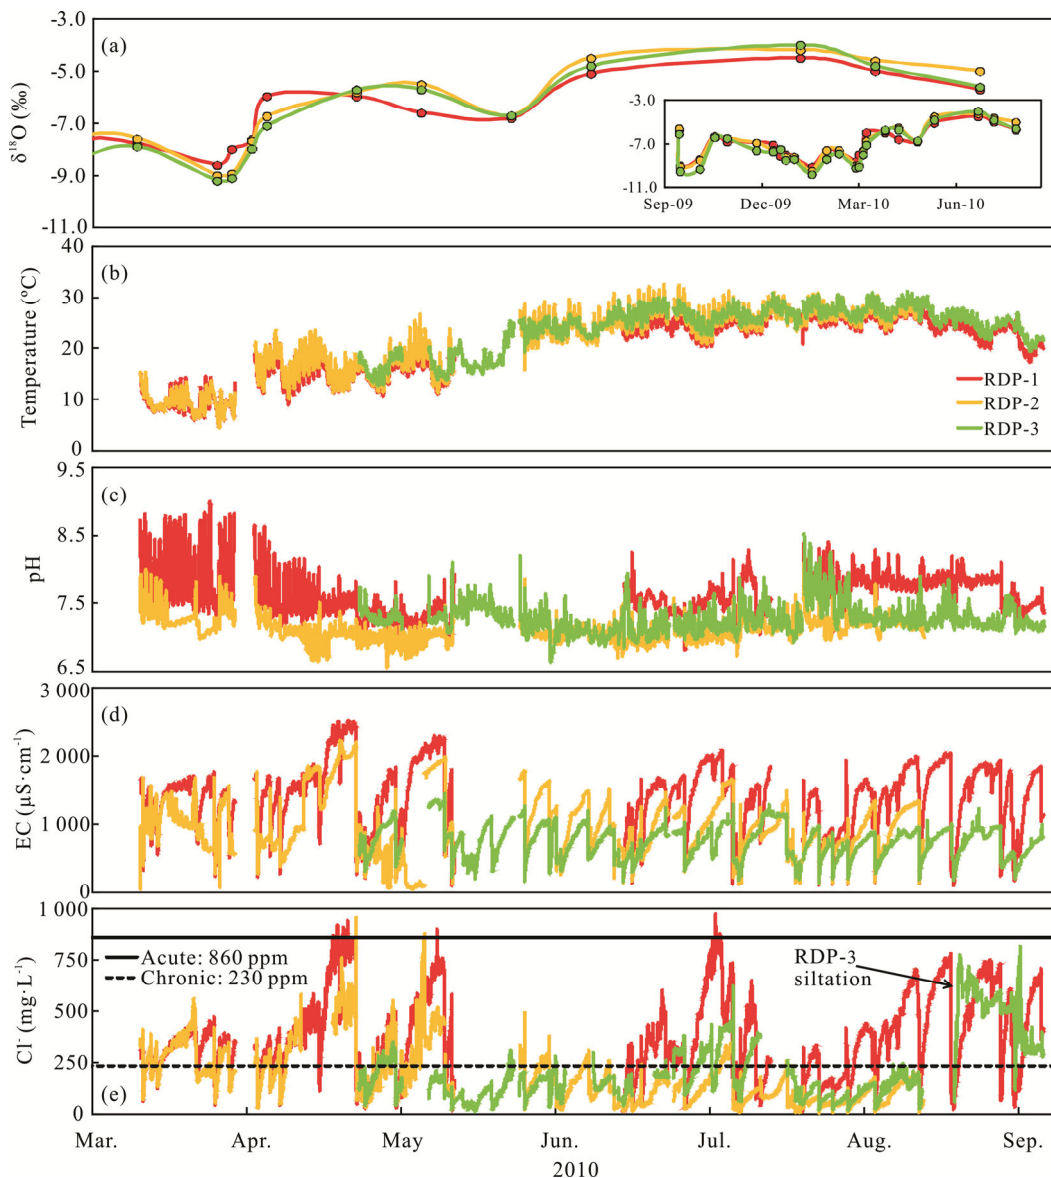 (a)
δ18O (‰)
-3.0
-5.0
-7.0
-9.0
-11.0
-3.0
-7.0
-11.0
Sep-09 Dec-09 Mar-10 Jun-10
(b)
Temperature (°C)
40
30
20
10
0
RDP-1
RDP-2
RDP-3
(c)
pH
9.5
8.5
7.5
6.5
(d)
EC (μS·cm-1)
3 000
2 000
1 000
0
(e)
Cl- (mg·L-1)
1 000
750
500
250
0
Acute: 860 ppm
Chronic: 230 ppm
RDP-3
siltation
Mar. Apr. May Jun. Jul. Aug. Sep.
2010